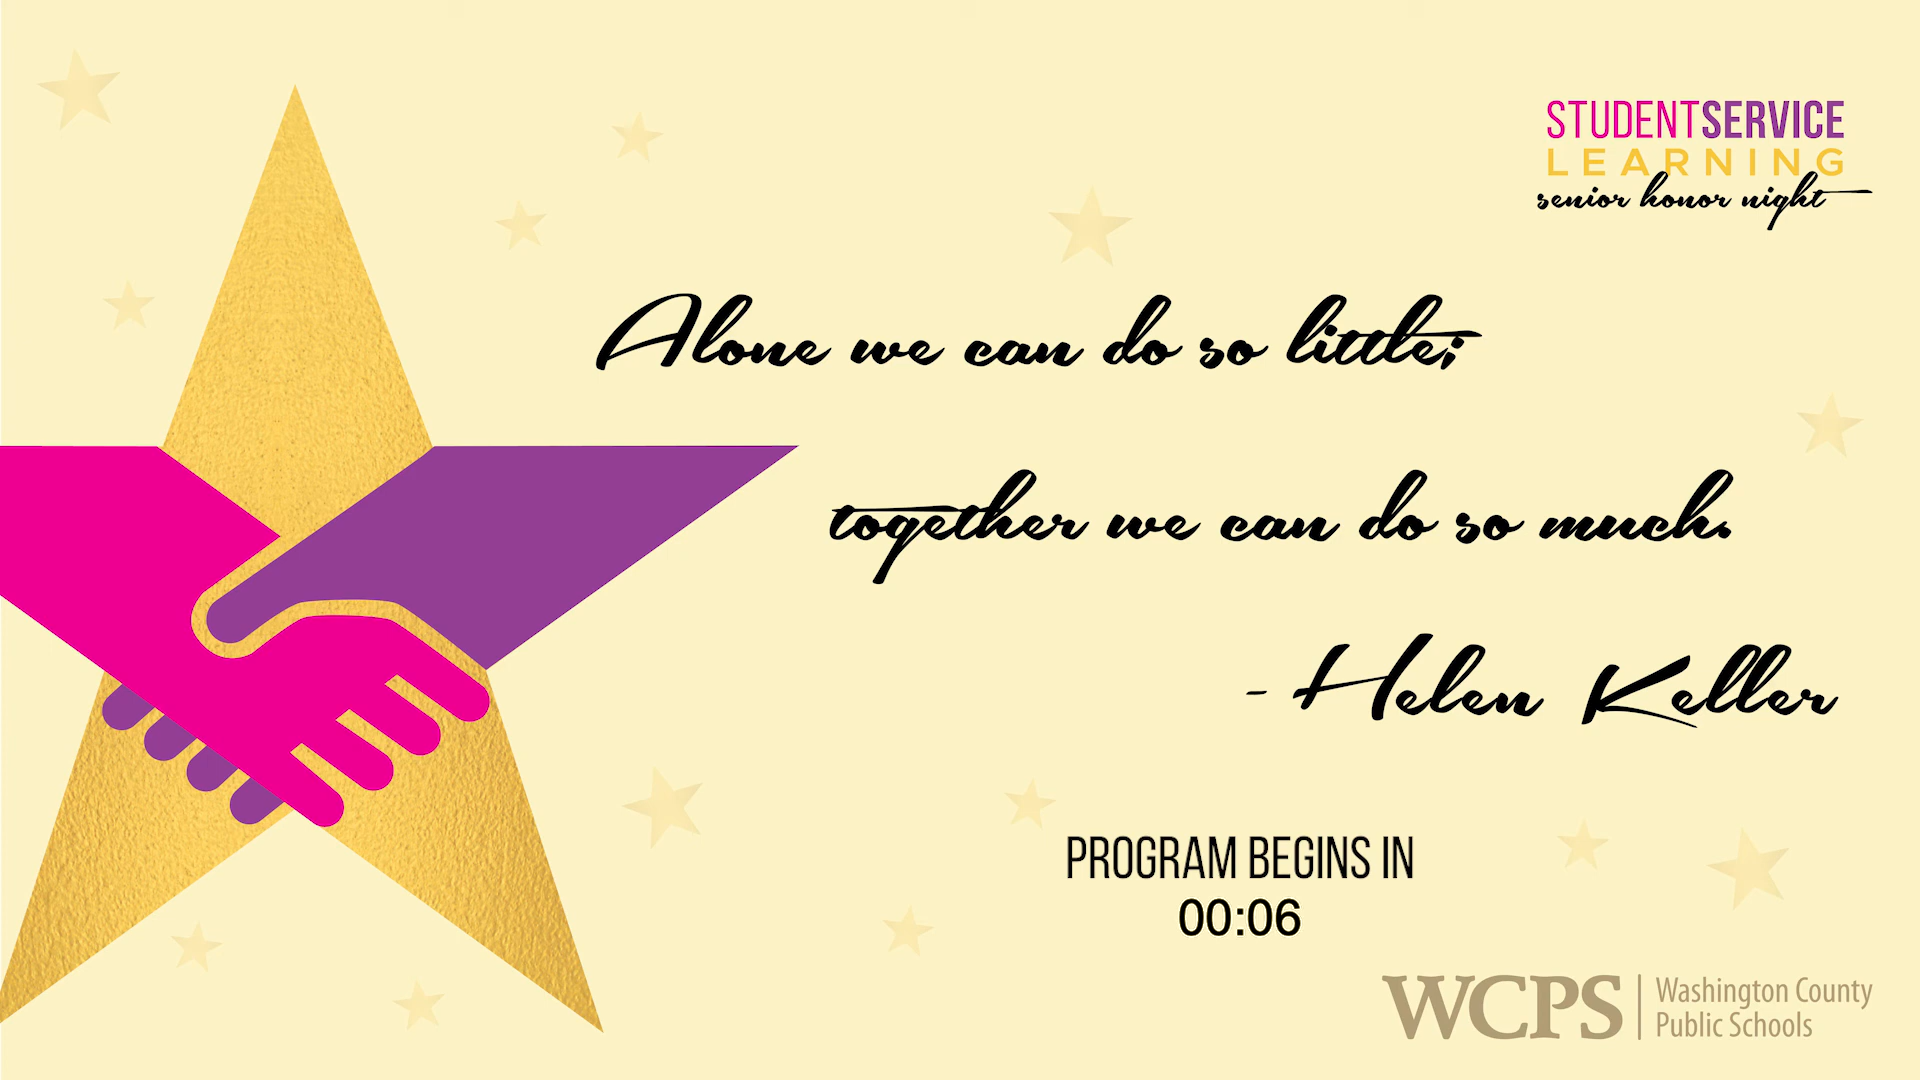 STUDENTSERVICE
LEARNING
senior honor night
Alone we can do so little;
together we can do so much.
- Helen Keller
PROGRAM BEGINS IN
00:06
WCPS
Washington County
Public Schools